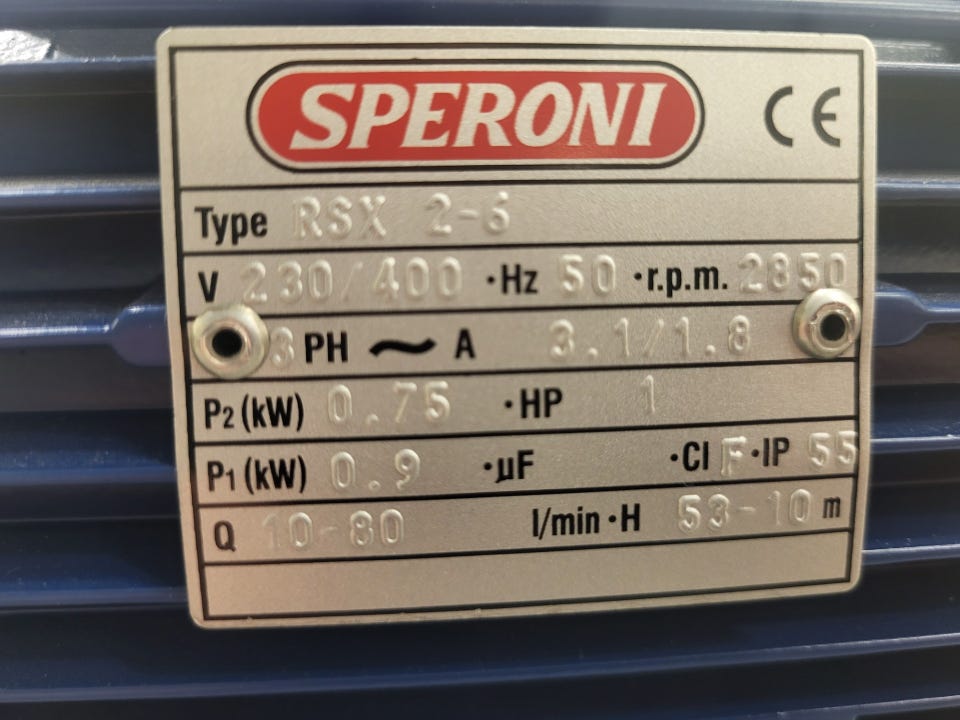 SPERONI CE
Type RSX 2-6
V 230/400 ·Hz 50 ·r.p.m. 2850
3 PH ~ A 3.1/1.8
P2 (kW) 0.75 ·HP 1
P1 (kW) 0.9 ·µF ·Cl F ·IP 55
Q 10-80 l/min ·H 53-10 m